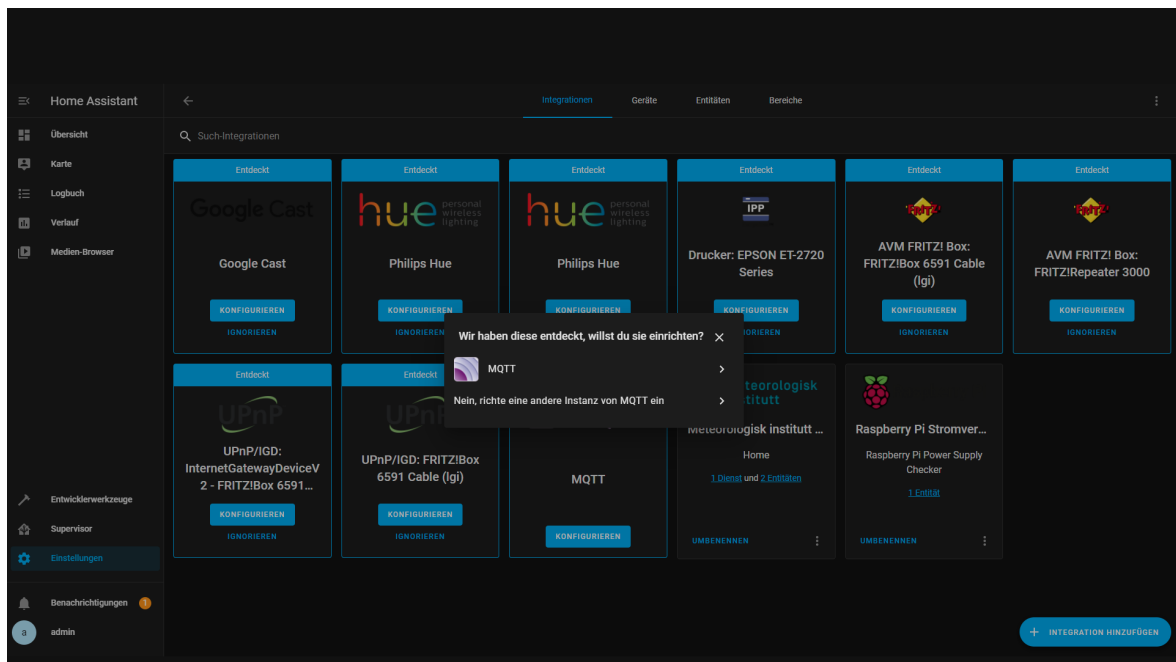 Home Assistant
Integrationen
Geräte
Entitäten
Bereiche
Übersicht
Karte
Logbuch
Verlauf
Medien-Browser
Such-Integrationen
Entdeckt
Google Cast
Google Cast
KONFIGURIEREN
IGNORIEREN
Entdeckt
hue personal
wireless
lighting
Philips Hue
KONFIGURIEREN
IGNORIEREN
Entdeckt
hue personal
wireless
lighting
Philips Hue
KONFIGURIEREN
Entdeckt
IPP
Drucker: EPSON ET-2720
Series
KONFIGURIEREN
IGNORIEREN
Entdeckt
FRITZ!
AVM FRITZ! Box:
FRITZ!Box 6591 Cable
(lgi)
KONFIGURIEREN
IGNORIEREN
Entdeckt
FRITZ!
AVM FRITZ! Box:
FRITZ!Repeater 3000
KONFIGURIEREN
IGNORIEREN
Wir haben diese entdeckt, willst du sie einrichten?
MQTT
Nein, richte eine andere Instanz von MQTT ein
Entdeckt
UPnP
UPnP/IGD:
InternetGatewayDeviceV
2 - FRITZ!Box 6591...
KONFIGURIEREN
IGNORIEREN
Entdeckt
UPnP
UPnP/IGD: FRITZ!Box
6591 Cable (lgi)
KONFIGURIEREN
IGNORIEREN
MQTT
KONFIGURIEREN
Meteorologisk institutt ...
Home
1 Dienst und 2 Entitäten
UMBENENNEN
Raspberry Pi Stromver...
Raspberry Pi Power Supply
Checker
1 Entität
UMBENENNEN
Entwicklerwerkzeuge
Supervisor
Einstellungen
Benachrichtigungen 1
a admin
+ INTEGRATION HINZUFÜGEN